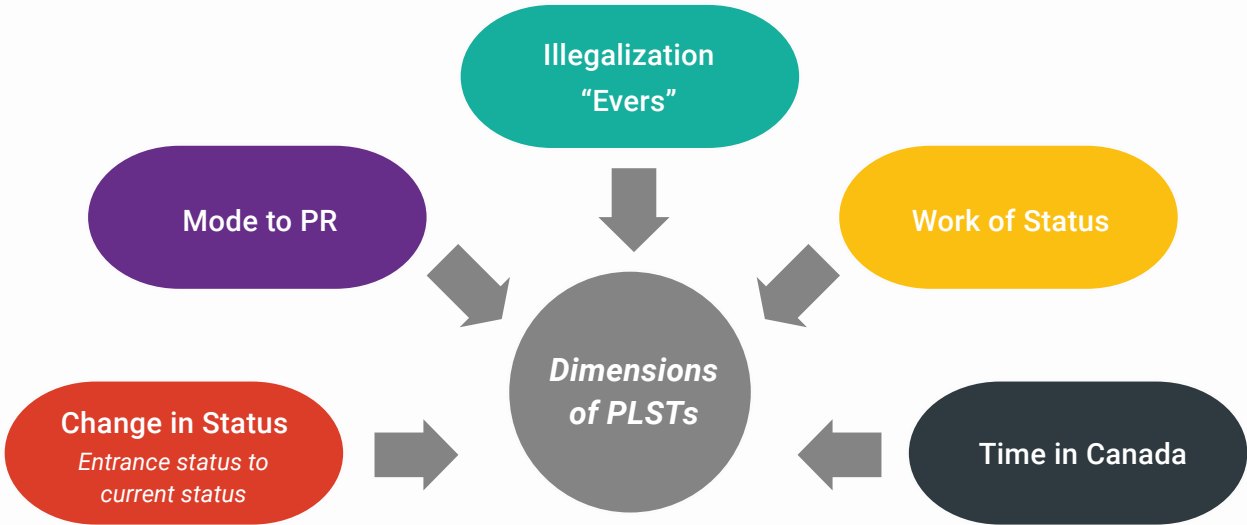 Illegalization
“Evers”
Mode to PR
Work of Status
Dimensions
of PLSTs
Change in Status
Entrance status to
current status
Time in Canada